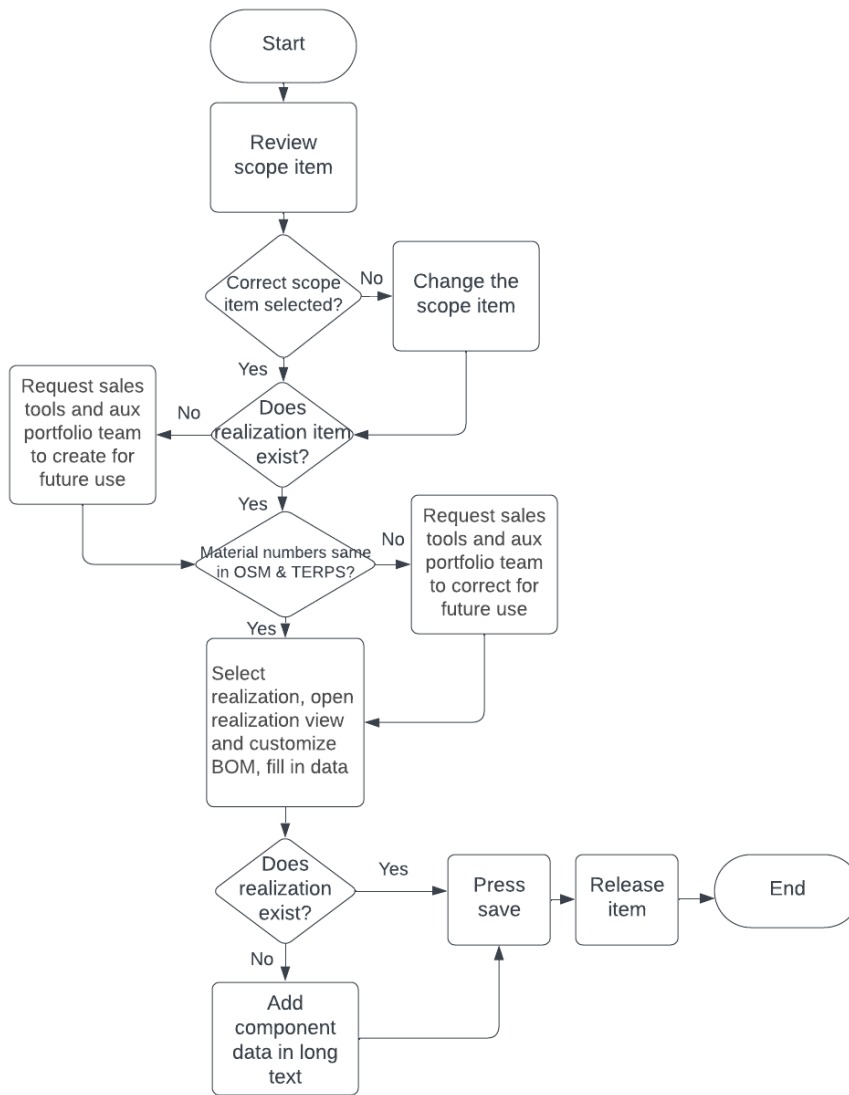 Start
Review
scope item
Correct scope
item selected?
No
Change the
scope item
Yes
Request sales
tools and aux
portfolio team
to create for
future use
No
Does
realization item
exist?
Yes
Material numbers same
in OSM & TERPS?
No
Request sales
tools and aux
portfolio team
to correct for
future use
Yes
Select
realization, open
realization view
and customize
BOM, fill in data
Does
realization
exist?
Yes
Press
save
Release
item
End
No
Add
component
data in long
text